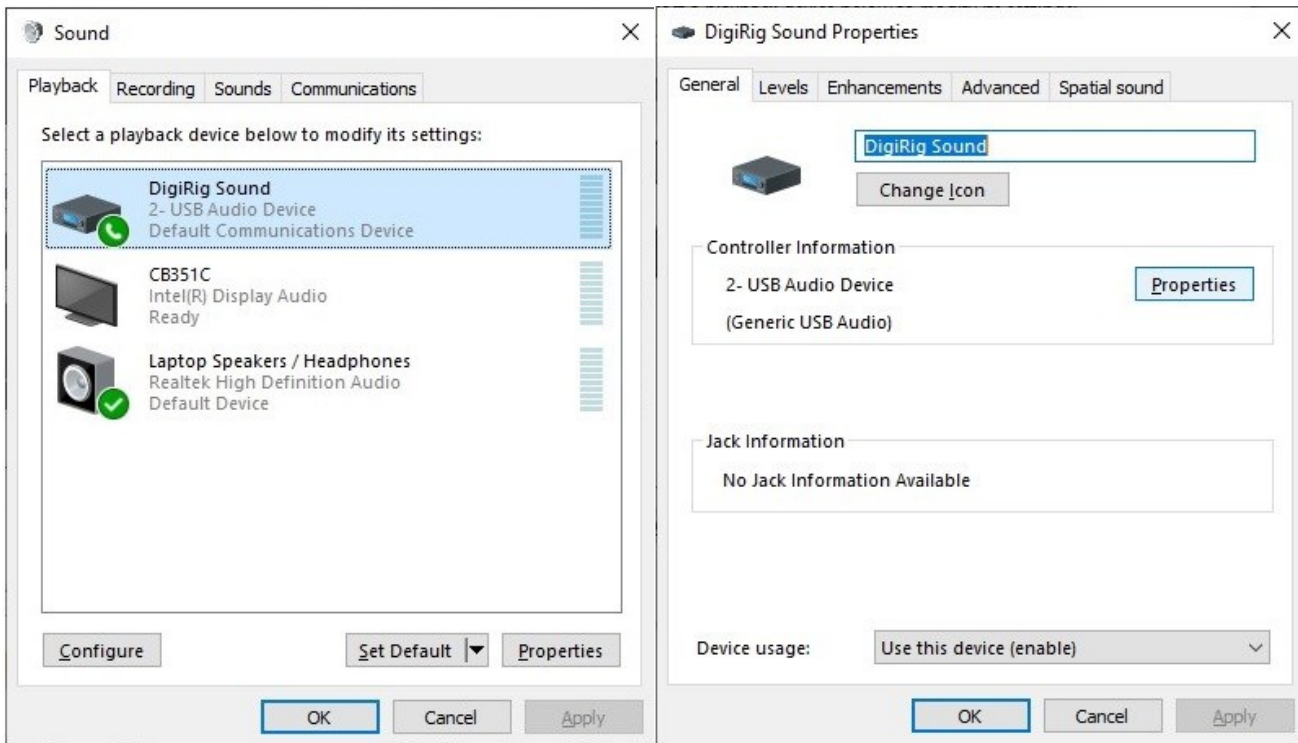 Sound
Playback
Recording
Sounds
Communications
Select a playback device below to modify its settings:
DigiRig Sound
2- USB Audio Device
Default Communications Device
CB351C
Intel(R) Display Audio
Ready
Laptop Speakers / Headphones
Realtek High Definition Audio
Default Device
Configure
Set Default
Properties
OK
Cancel
Apply
DigiRig Sound Properties
General
Levels
Enhancements
Advanced
Spatial sound
DigiRig Sound
Change Icon
Controller Information
2- USB Audio Device
Properties
(Generic USB Audio)
Jack Information
No Jack Information Available
Device usage:
Use this device (enable)
OK
Cancel
Apply